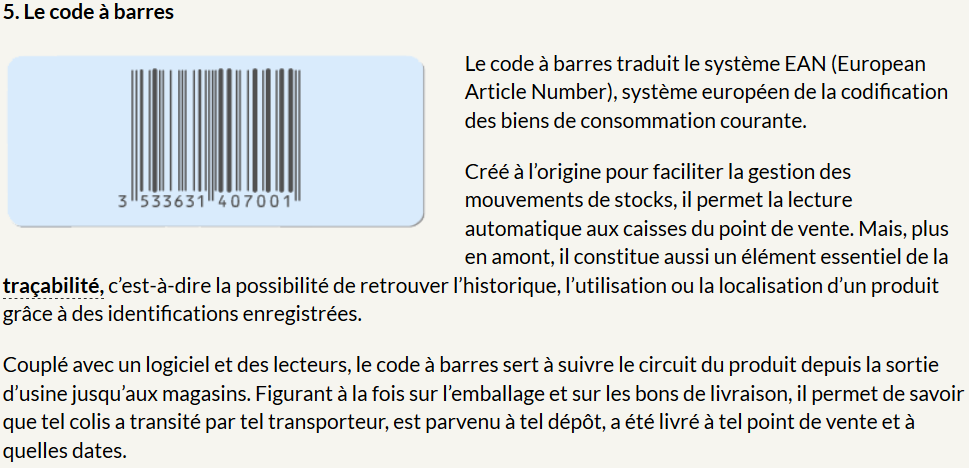 5. Le code à barres
3 533631 407001
Le code à barres traduit le système EAN (European
Article Number), système européen de la codification
des biens de consommation courante.
Créé à l’origine pour faciliter la gestion des
mouvements de stocks, il permet la lecture
automatique aux caisses du point de vente. Mais, plus
en amont, il constitue aussi un élément essentiel de la
traçabilité, c’est-à-dire la possibilité de retrouver l’historique, l’utilisation ou la localisation d’un produit
grâce à des identifications enregistrées.
Couplé avec un logiciel et des lecteurs, le code à barres sert à suivre le circuit du produit depuis la sortie
d’usine jusqu’aux magasins. Figurant à la fois sur l’emballage et sur les bons de livraison, il permet de savoir
que tel colis a transité par tel transporteur, est parvenu à tel dépôt, a été livré à tel point de vente et à
quelles dates.